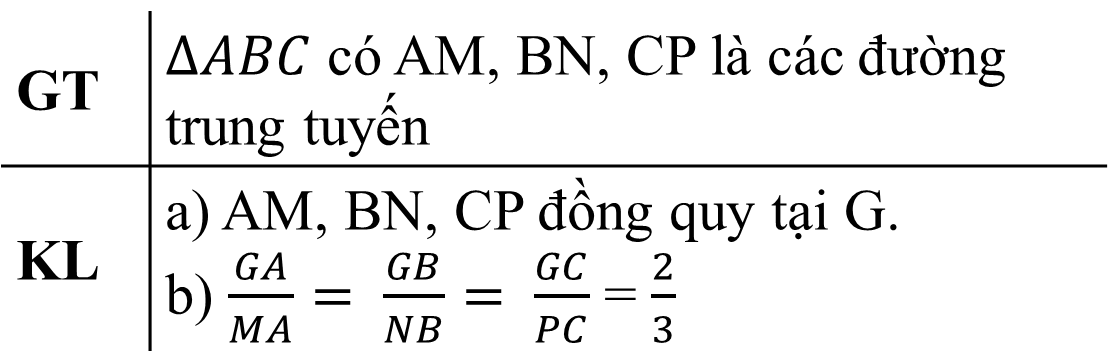 GT ΔABC có AM, BN, CP là các đường
trung tuyến
KL a) AM, BN, CP đồng quy tại G.
b) GA/MA = GB/NB = GC/PC = 2/3